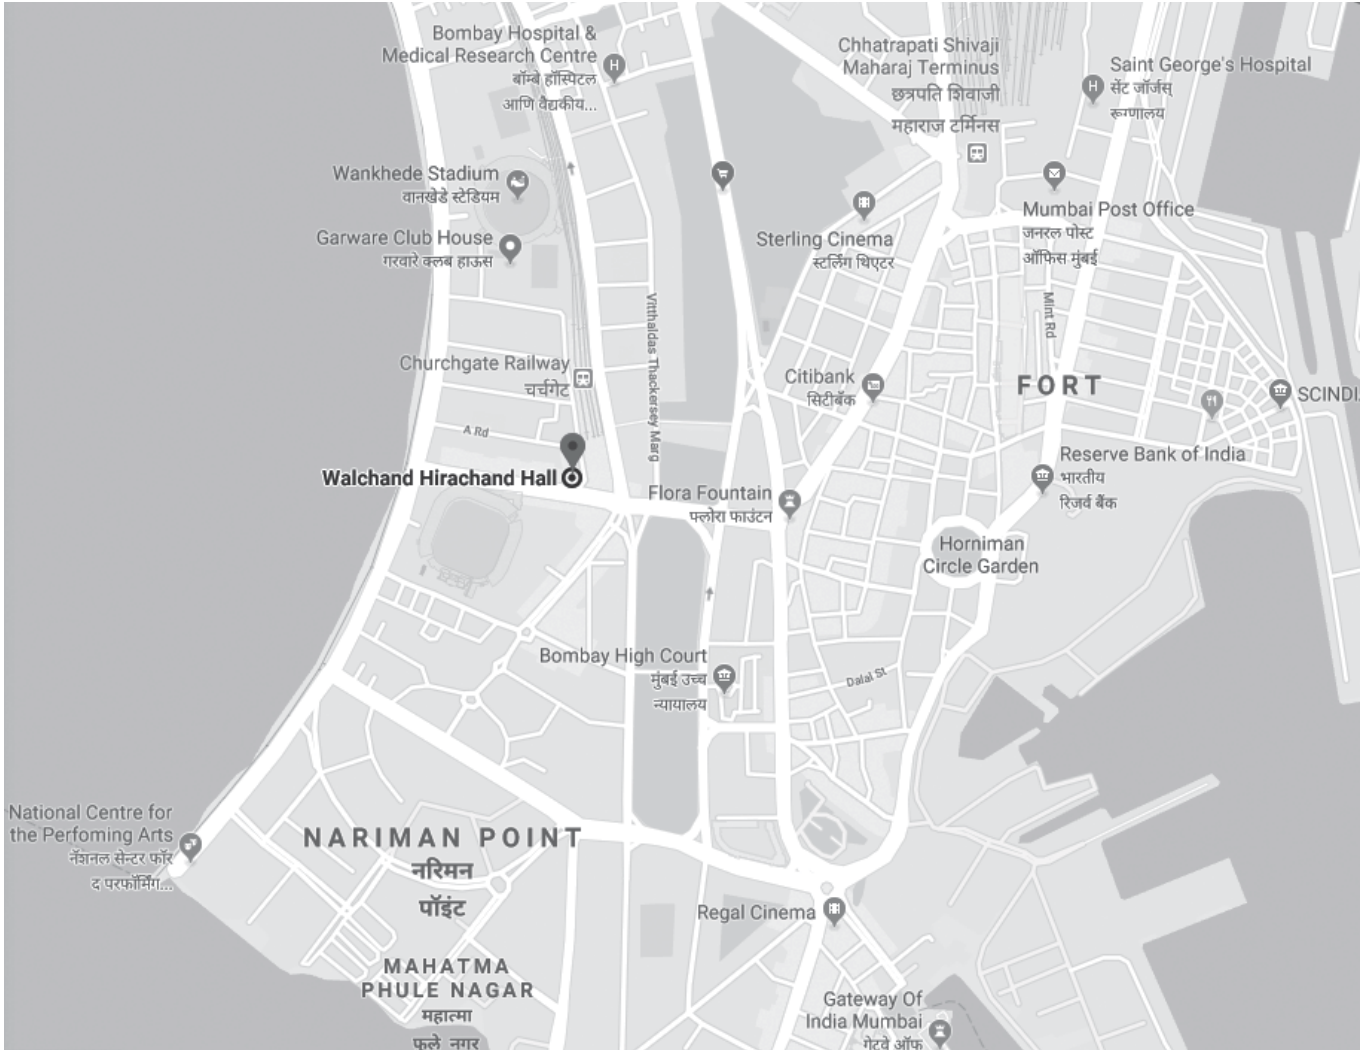 Bombay Hospital &
Medical Research Centre
बॉम्बे हॉस्पिटल
आणि वैद्यकीय...
Chhatrapati Shivaji
Maharaj Terminus
छत्रपति शिवाजी
महाराज टर्मिनस
Saint George's Hospital
सेंट जॉर्जस्
रूग्णालय
Wankhede Stadium
वानखेडे स्टेडियम
Garware Club House
गरवारे क्लब हाऊस
Sterling Cinema
स्टर्लिंग थिएटर
Mumbai Post Office
जनरल पोस्ट
ऑफिस मुंबई
Vitthaldas Thackersey Marg
Mint Rd
Churchgate Railway
चर्चगेट
Citibank
सिटीबँक
FORT
SCINDI
A Rd
Walchand Hirachand Hall
Reserve Bank of India
भारतीय
रिजर्व बैंक
Flora Fountain
फ्लोरा फाउंटन
Horniman
Circle Garden
Bombay High Court
मुंबई उच्च
न्यायालय
Dalal St
National Centre for
the Perfoming Arts
नॅशनल सेन्टर फॉर
द परफॉर्मिंग...
NARIMAN POINT
नरिमन
पॉइंट
Regal Cinema
MAHATMA
PHULE NAGAR
महात्मा
फुले नगर
Gateway Of
India Mumbai
गेटवे ऑफ